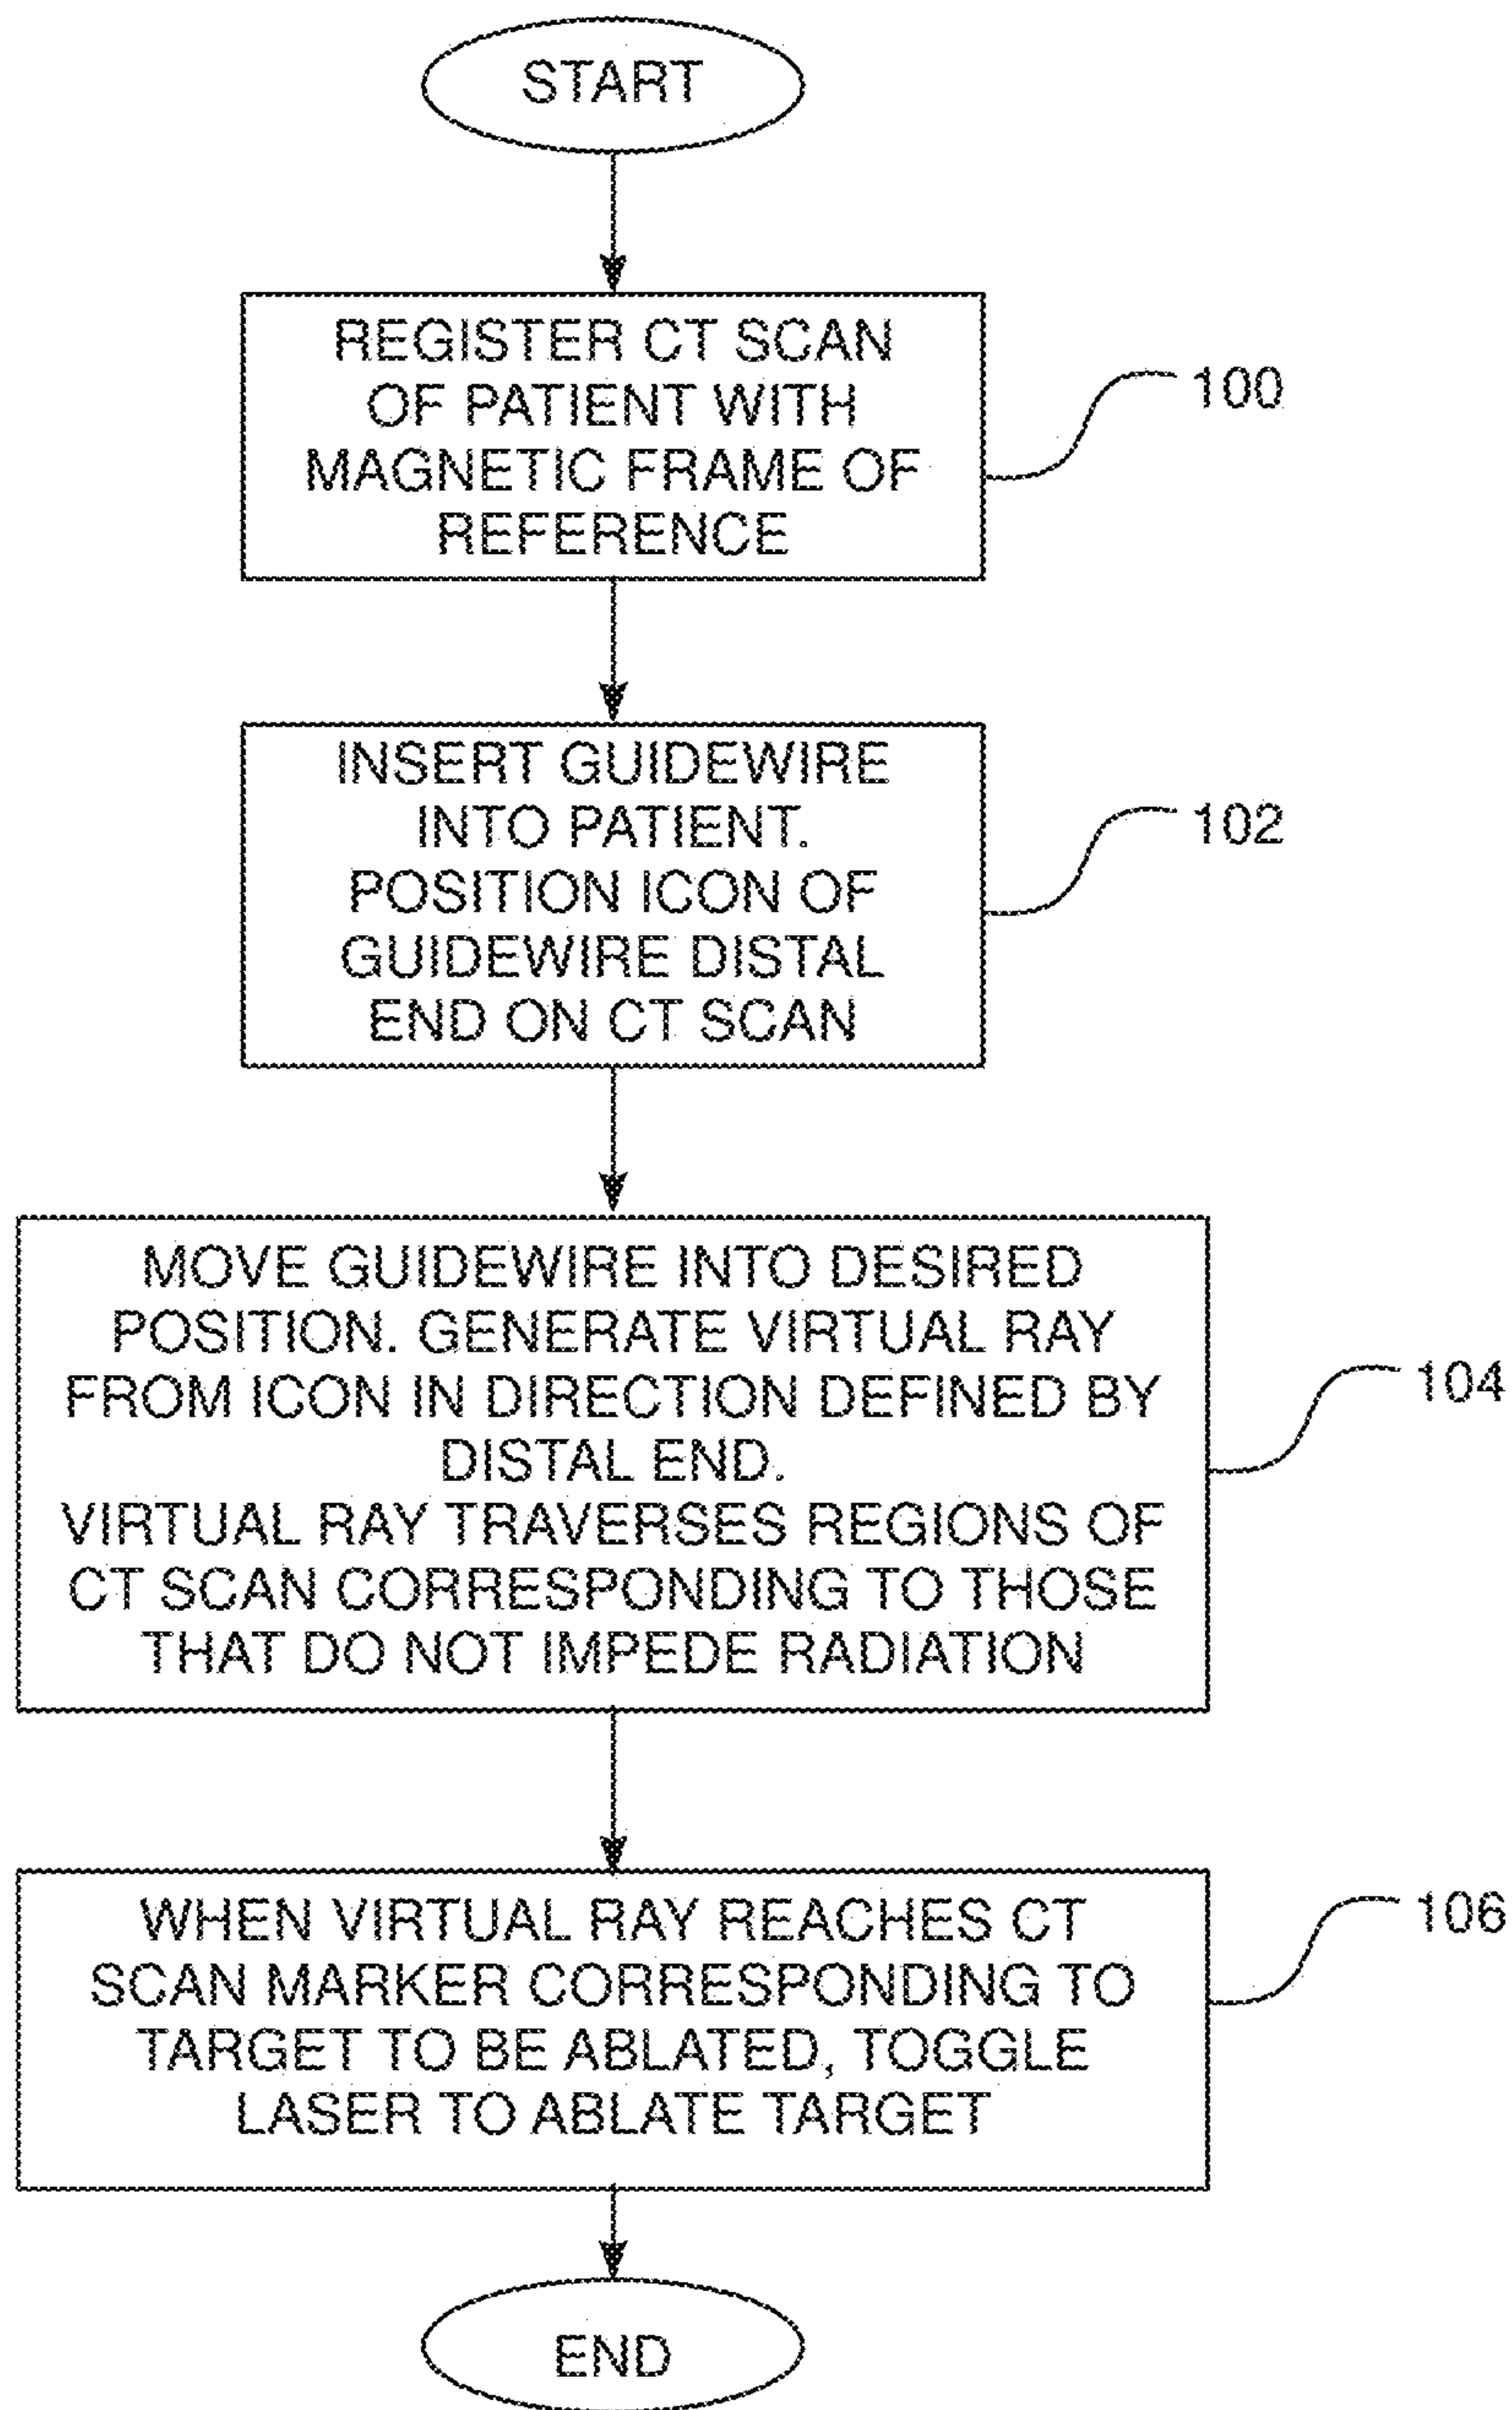 START
REGISTER CT SCAN
OF PATIENT WITH
MAGNETIC FRAME OF
REFERENCE
100
INSERT GUIDEWIRE
INTO PATIENT.
POSITION ICON OF
GUIDEWIRE DISTAL
END ON CT SCAN
102
MOVE GUIDEWIRE INTO DESIRED
POSITION. GENERATE VIRTUAL RAY
FROM ICON IN DIRECTION DEFINED BY
DISTAL END.
VIRTUAL RAY TRAVERSES REGIONS OF
CT SCAN CORRESPONDING TO THOSE
THAT DO NOT IMPEDE RADIATION
104
WHEN VIRTUAL RAY REACHES CT
SCAN MARKER CORRESPONDING TO
TARGET TO BE ABLATED, TOGGLE
LASER TO ABLATE TARGET
106
END